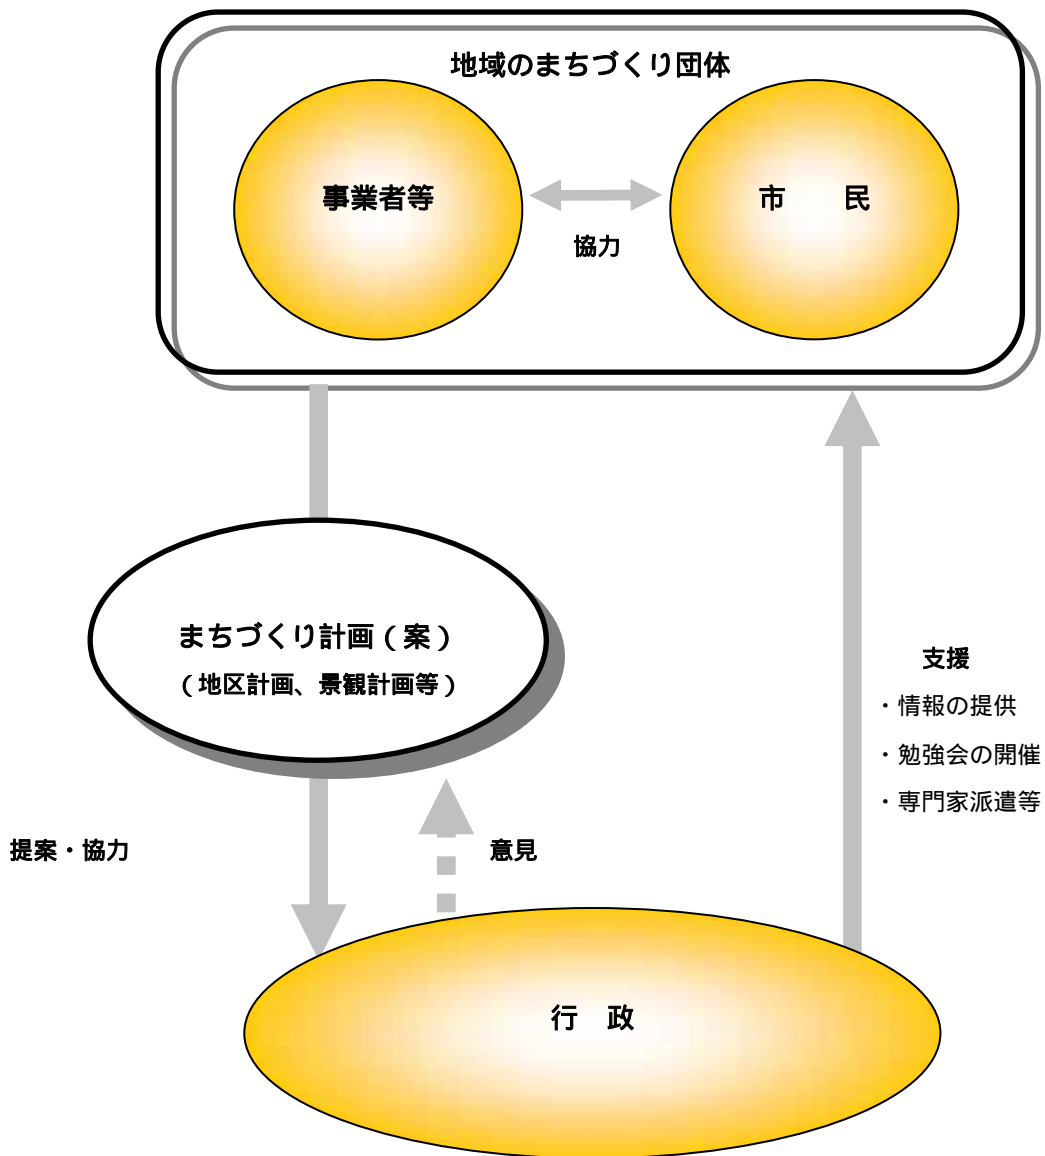 地域のまちづくり団体
事業者等
市　　民
協力
まちづくり計画（案）
（地区計画、景観計画等）
支援
・情報の提供
・勉強会の開催
・専門家派遣等
提案・協力
意見
行　政